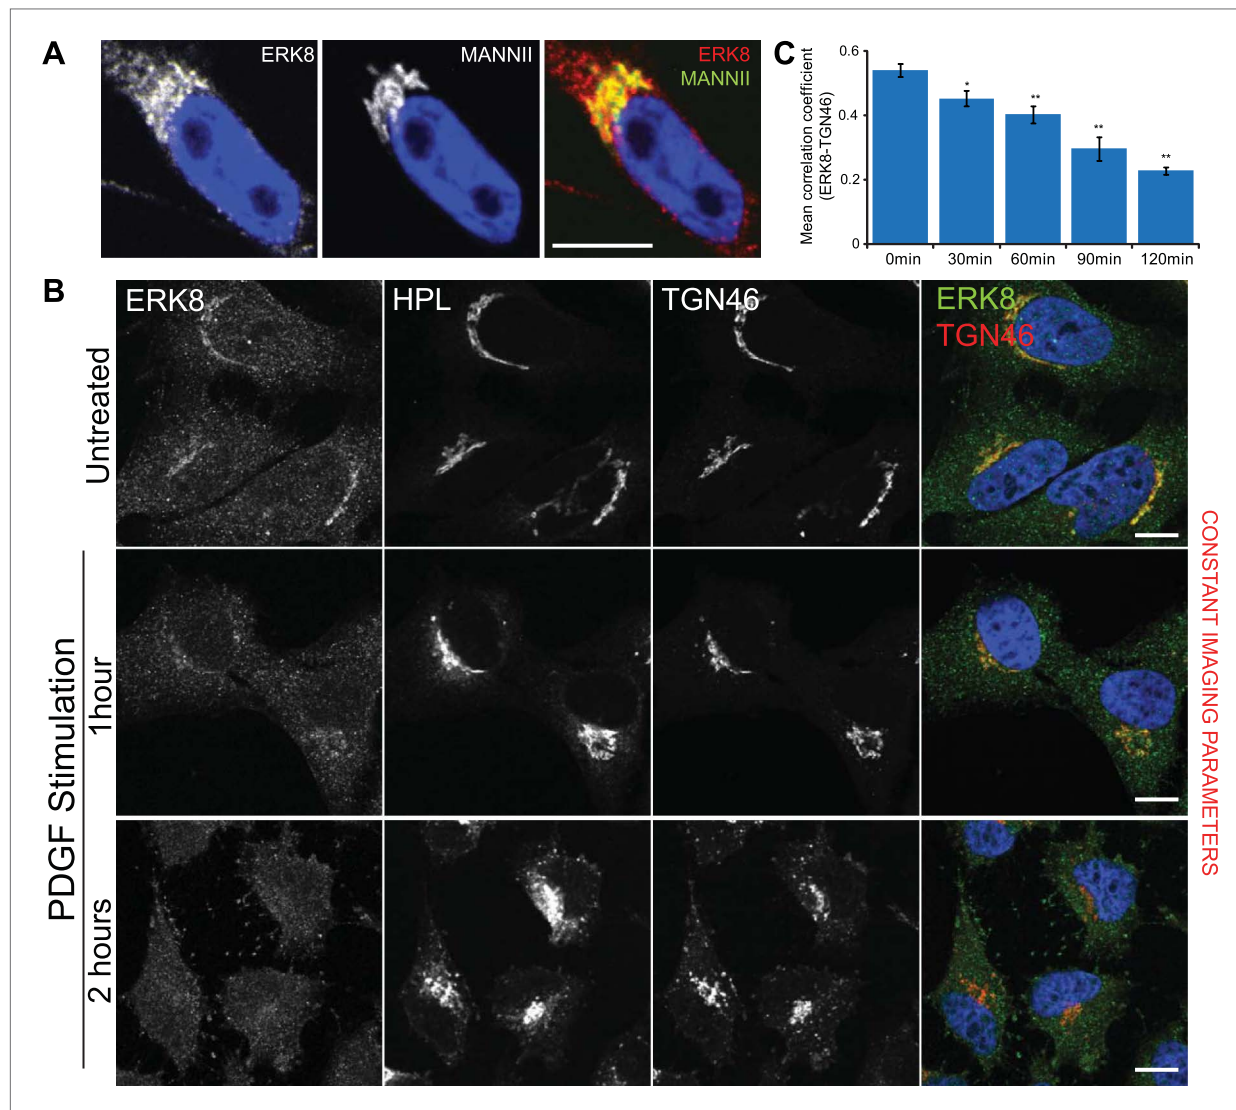 A
ERK8
MANNII
ERK8
MANNII
C
Mean correlation coefficient
(ERK8-TGN46)
0.6
0.4
0.2
0
*
**
**
**
0min
30min
60min
90min
120min
B
ERK8
HPL
TGN46
ERK8
TGN46
Untreated
PDGF Stimulation
1hour
2 hours
CONSTANT IMAGING PARAMETERS